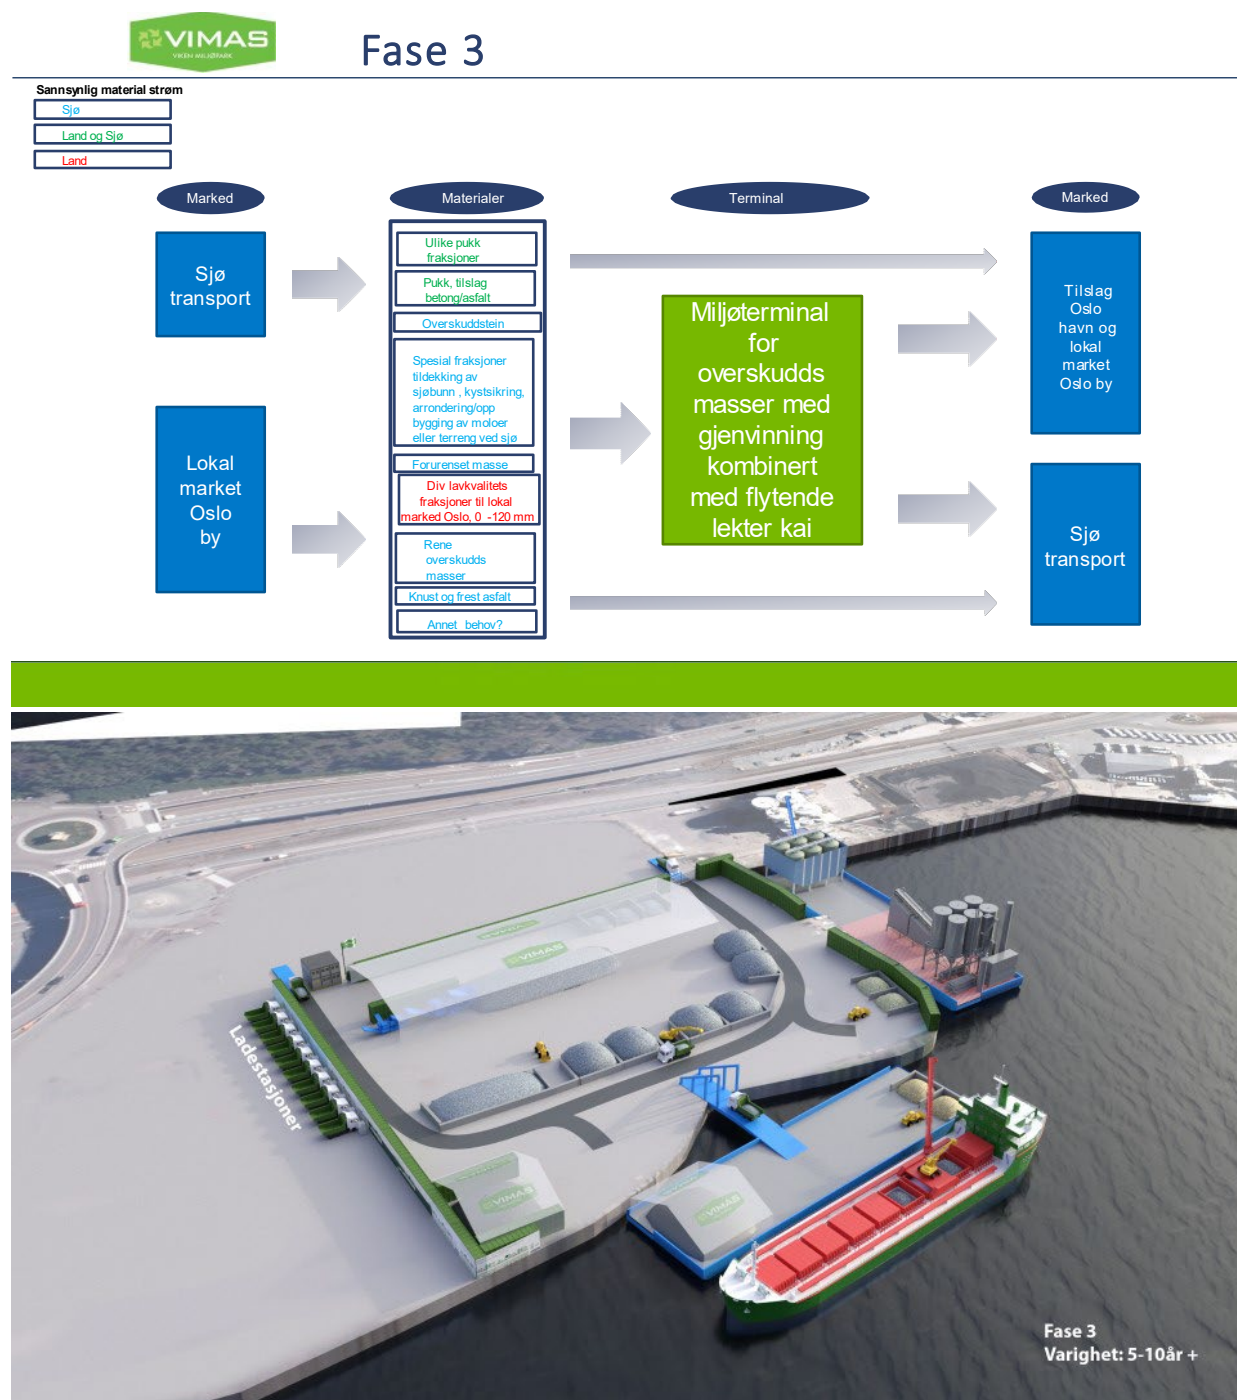 VIMAS
VIKEN MILJØPARK
Fase 3
Sannsynlig material strøm
Sjø
Land og Sjø
Land
Marked
Materialer
Terminal
Marked
Sjø
transport
Lokal
market
Oslo
by
Ulike pukk
fraksjoner
Pukk, tilslag
betong/asfalt
Overskuddstein
Spesial fraksjoner
tildekking av
sjøbunn , kystsikring,
arrondering/opp
bygging av moloer
eller terreng ved sjø
Forurenset masse
Div lavkvalitets
fraksjoner til lokal
marked Oslo, 0 -120 mm
Rene
overskudds
masser
Knust og frest asfalt
Annet behov?
Miljøterminal
for
overskudds
masser med
gjenvinning
kombinert
med flytende
lekter kai
Tilslag
Oslo
havn og
lokal
market
Oslo by
Sjø
transport
VIMAS
VIMAS
Ladestasjoner
VIMAS
VIMAS
Fase 3
Varighet: 5-10år +